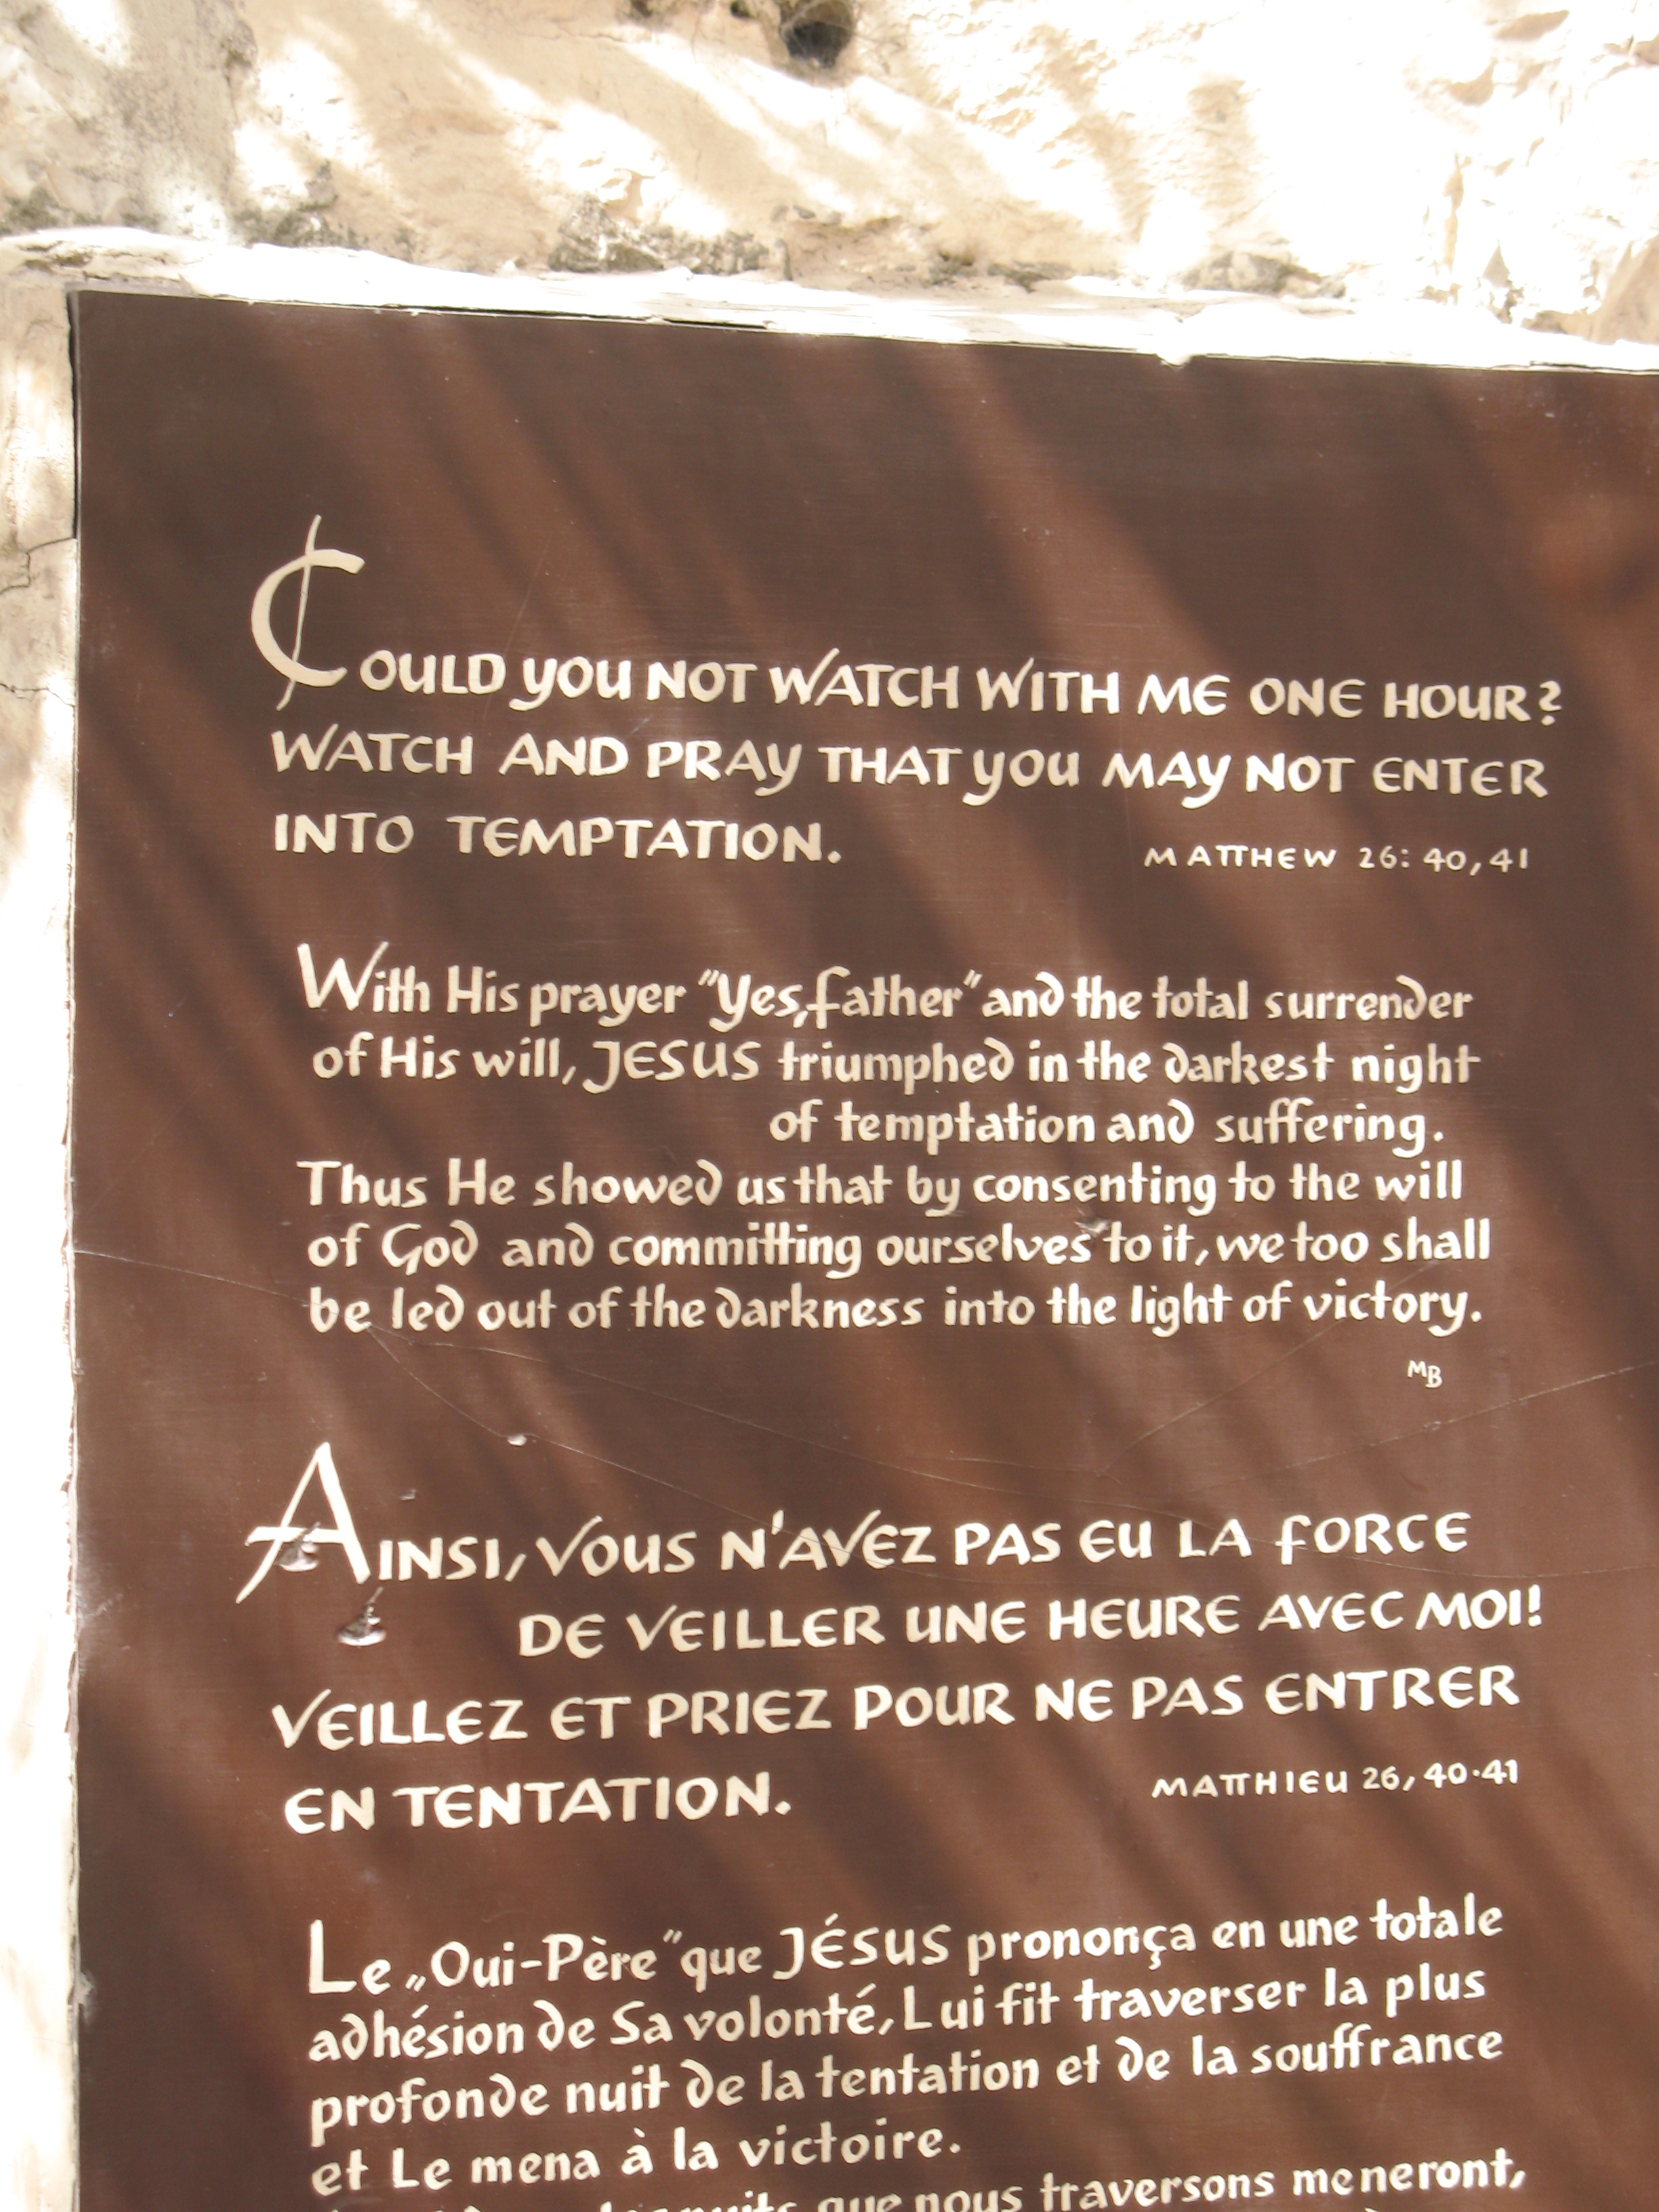 COULD YOU NOT WATCH WITH ME ONE HOUR?
WATCH AND PRAY THAT YOU MAY NOT ENTER
INTO TEMPTATION.
MATTHEW 26: 40, 41
With His prayer "Yes, Father" and the total surrender
of His will, JESUS triumphed in the darkest night
of temptation and suffering.
Thus He showed us that by consenting to the will
of God and committing ourselves to it, we too shall
be led out of the darkness into the light of victory.
MB
AINSI, VOUS N'AVEZ PAS EU LA FORCE
DE VEILLER UNE HEURE AVEC MOI!
VEILLEZ ET PRIEZ POUR NE PAS ENTRER
EN TENTATION.
MATTHIEU 26, 40·41
Le „Oui-Père" que JÉSUS prononça en une totale
adhésion de Sa volonté, Lui fit traverser la plus
profonde nuit de la tentation et de la souffrance
et Le mena à la victoire.
nuits que nous traversons meneront,